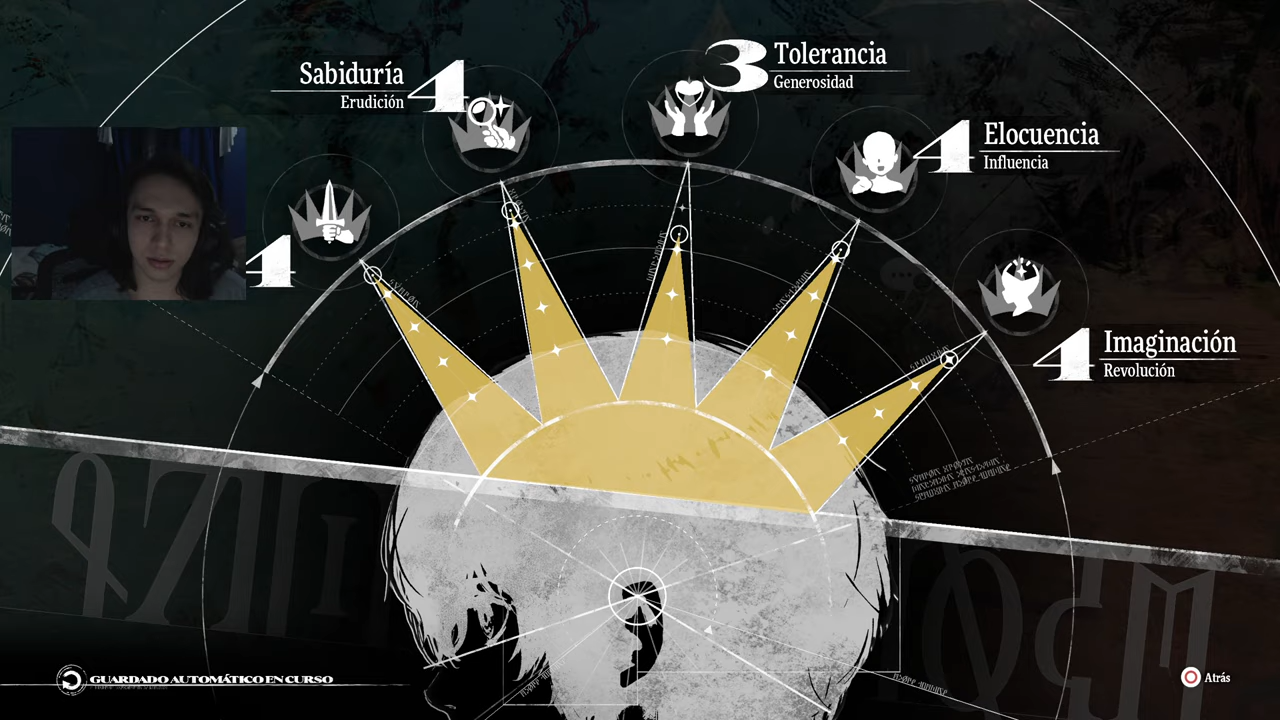 Sabiduría
4
Erudición
3
Tolerancia
Generosidad
4
Elocuencia
Influencia
4
4
Imaginación
Revolución
GUARDADO AUTOMÁTICO EN CURSO
Atrás